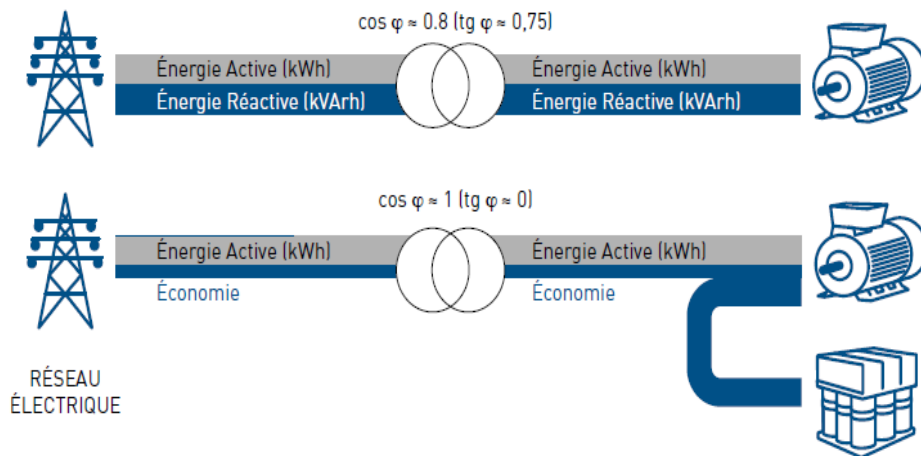 cos φ ≈ 0.8 (tg φ ≈ 0,75)
Énergie Active (kWh)
Énergie Active (kWh)
Énergie Réactive (kVArh)
Énergie Réactive (kVArh)
cos φ ≈ 1 (tg φ ≈ 0)
Énergie Active (kWh)
Énergie Active (kWh)
Économie
Économie
RÉSEAU
ÉLECTRIQUE